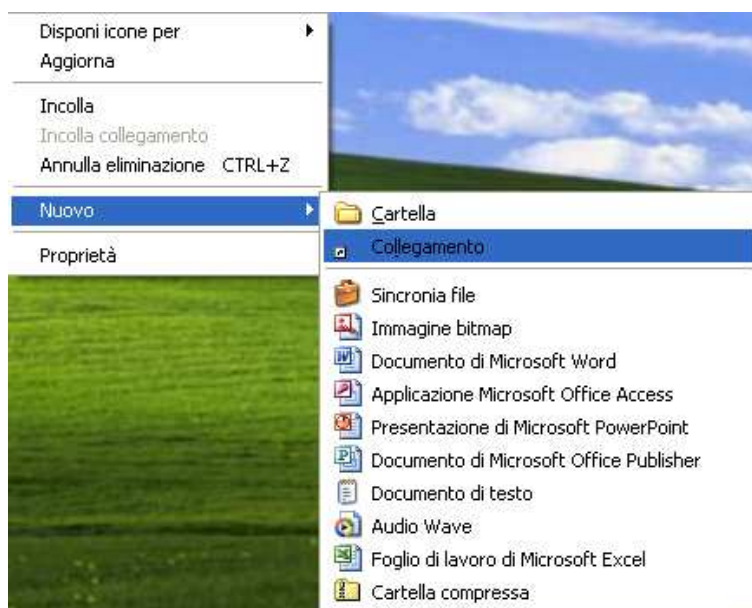 Disponi icone per
Aggiorna
Incolla
Incolla collegamento
Annulla eliminazione CTRL+Z
Nuovo
Proprietà
Cartella
Collegamento
Sincronia file
Immagine bitmap
Documento di Microsoft Word
Applicazione Microsoft Office Access
Presentazione di Microsoft PowerPoint
Documento di Microsoft Office Publisher
Documento di testo
Audio Wave
Foglio di lavoro di Microsoft Excel
Cartella compressa